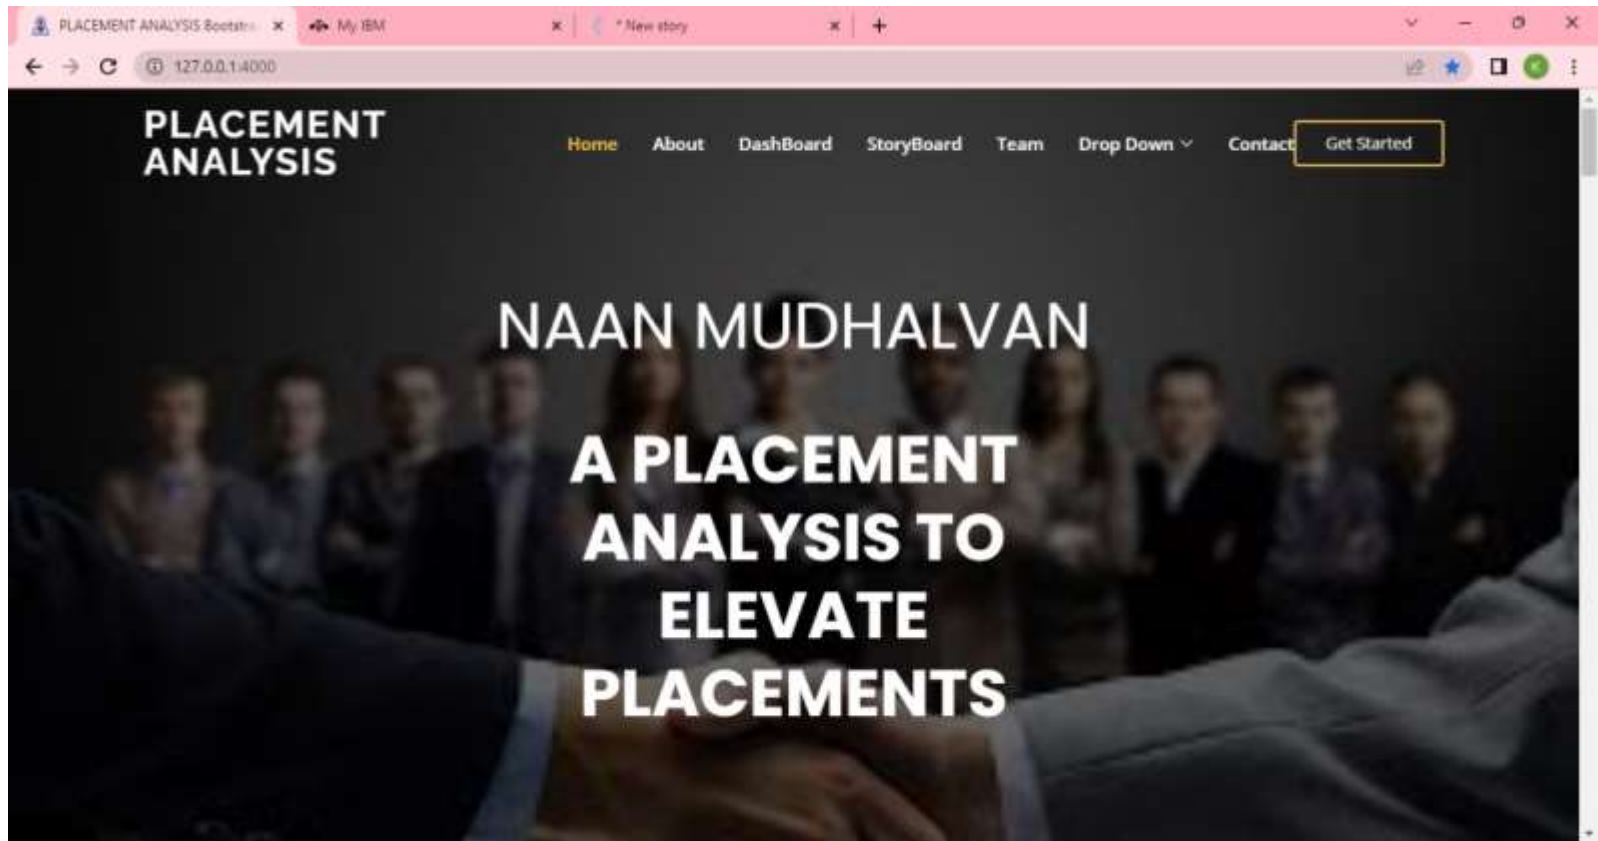 PLACEMENT ANALYSIS Bootstra
My IBM
* New story
127.0.0.1:4000
PLACEMENT
ANALYSIS
Home About DashBoard StoryBoard Team Drop Down Contact Get Started
NAAN MUDHALVAN
A PLACEMENT
ANALYSIS TO
ELEVATE
PLACEMENTS